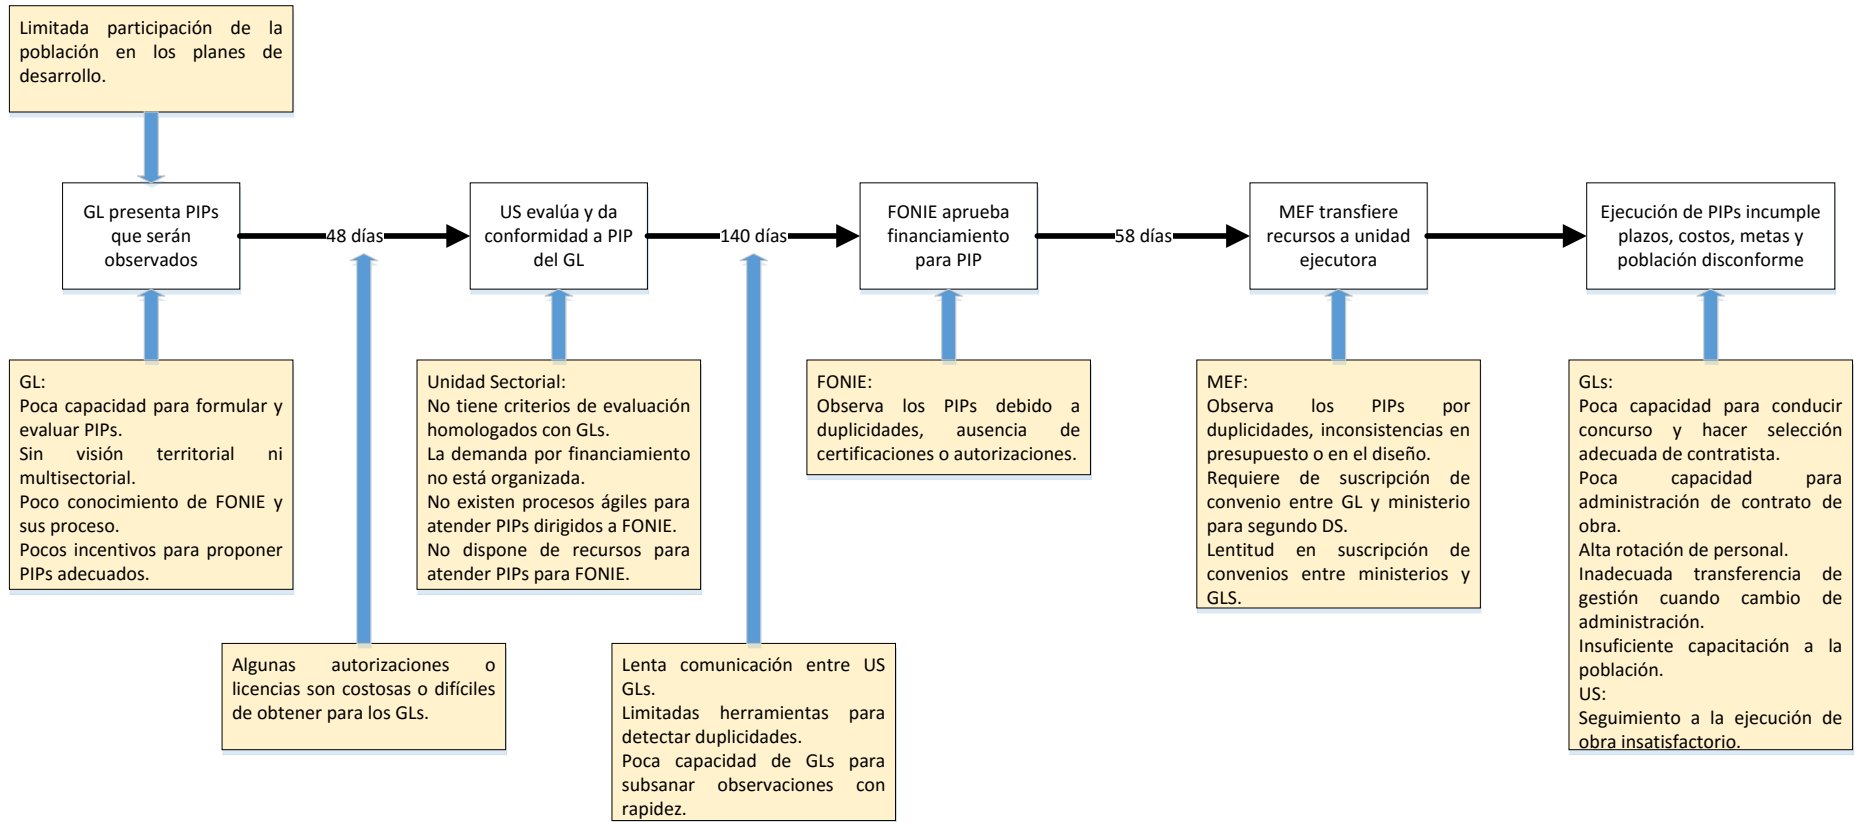 Limitada participación de la
población en los planes de
desarrollo.
GL presenta PIPs
que serán
observados
48 días
US evalúa y da
conformidad a PIP
del GL
140 días
FONIE aprueba
financiamiento
para PIP
58 días
MEF transfiere
recursos a unidad
ejecutora
Ejecución de PIPs incumple
plazos, costos, metas y
población disconforme
GL:
Poca capacidad para formular y
evaluar PIPs.
Sin visión territorial ni
multisectorial.
Poco conocimiento de FONIE y
sus proceso.
Pocos incentivos para proponer
PIPs adecuados.
Unidad Sectorial:
No tiene criterios de evaluación
homologados con GLs.
La demanda por financiamiento
no está organizada.
No existen procesos ágiles para
atender PIPs dirigidos a FONIE.
No dispone de recursos para
atender PIPs para FONIE.
FONIE:
Observa los PIPs debido a
duplicidades, ausencia de
certificaciones o autorizaciones.
MEF:
Observa los PIPs por
duplicidades, inconsistencias en
presupuesto o en el diseño.
Requiere de suscripción de
convenio entre GL y ministerio
para segundo DS.
Lentitud en suscripción de
convenios entre ministerios y
GLS.
GLs:
Poca capacidad para conducir
concurso y hacer selección
adecuada de contratista.
Poca capacidad para
administración de contrato de
obra.
Alta rotación de personal.
Inadecuada transferencia de
gestión cuando cambio de
administración.
Insuficiente capacitación a la
población.
US:
Seguimiento a la ejecución de
obra insatisfactorio.
Algunas autorizaciones o
licencias son costosas o difíciles
de obtener para los GLs.
Lenta comunicación entre US
GLs.
Limitadas herramientas para
detectar duplicidades.
Poca capacidad de GLs para
subsanar observaciones con
rapidez.